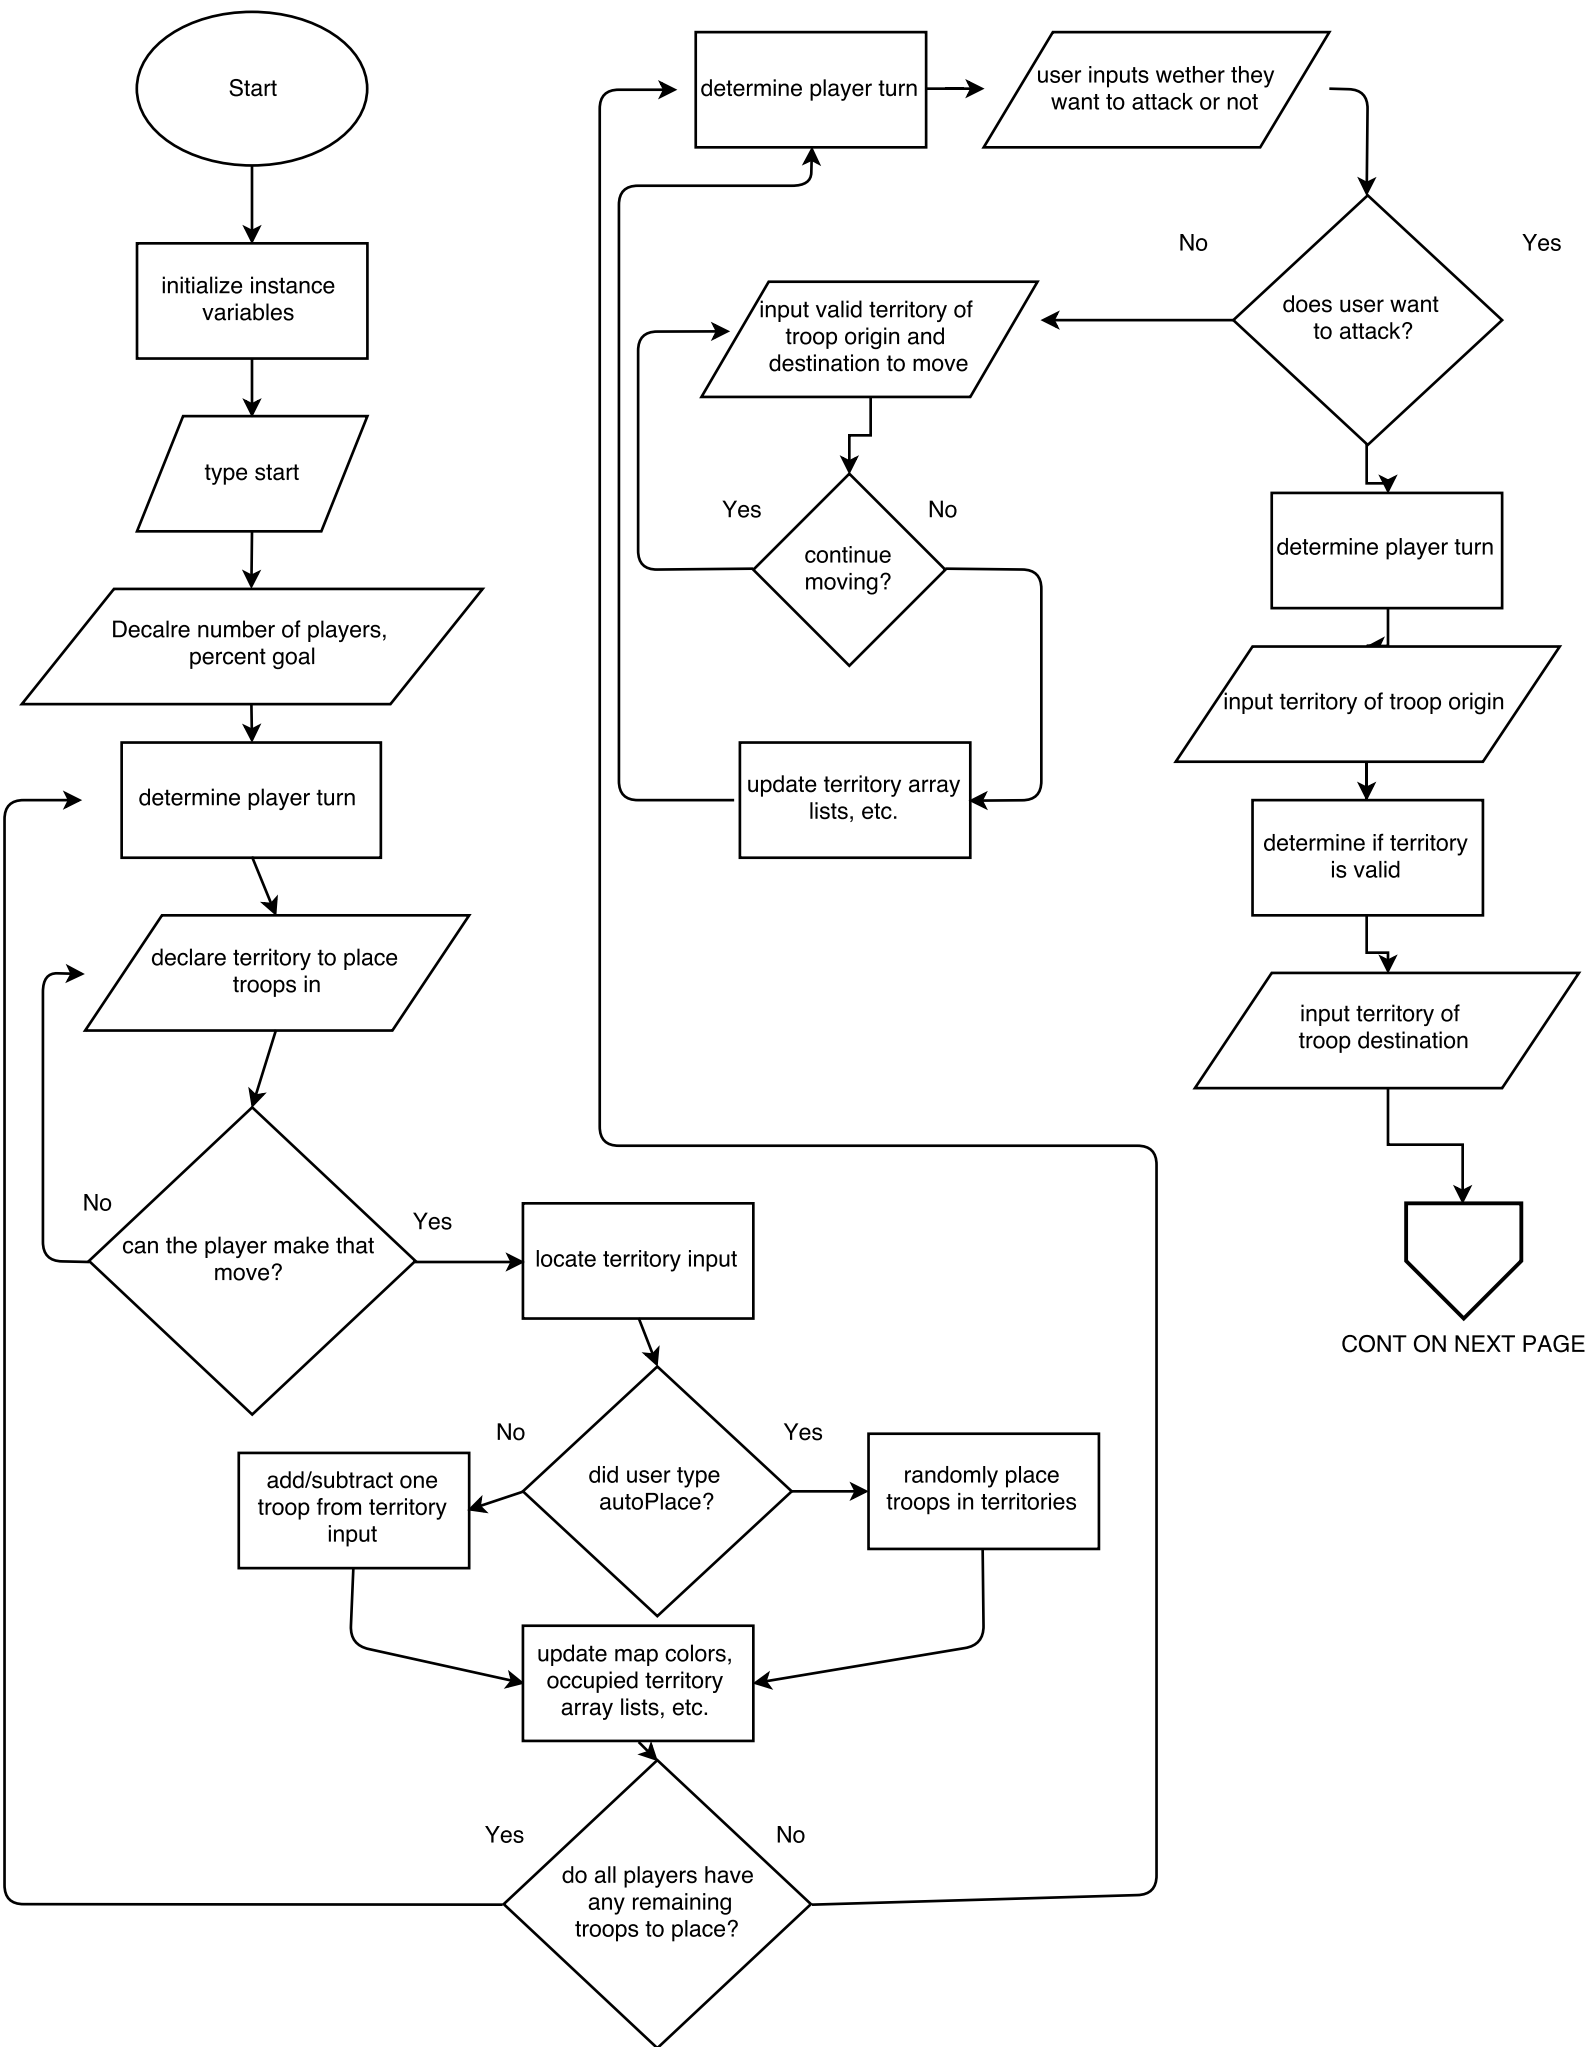 Start
initialize instance
variables
type start
Decalre number of players,
percent goal
determine player turn
declare territory to place
troops in
No
can the player make that
move?
Yes
locate territory input
No
did user type
autoPlace?
Yes
add/subtract one
troop from territory
input
randomly place
troops in territories
update map colors,
occupied territory
array lists, etc.
Yes
No
do all players have
any remaining
troops to place?
determine player turn
user inputs wether they
want to attack or not
No
Yes
does user want
to attack?
input valid territory of
troop origin and
destination to move
Yes
No
continue
moving?
update territory array
lists, etc.
determine player turn
input territory of troop origin
determine if territory
is valid
input territory of
troop destination
CONT ON NEXT PAGE